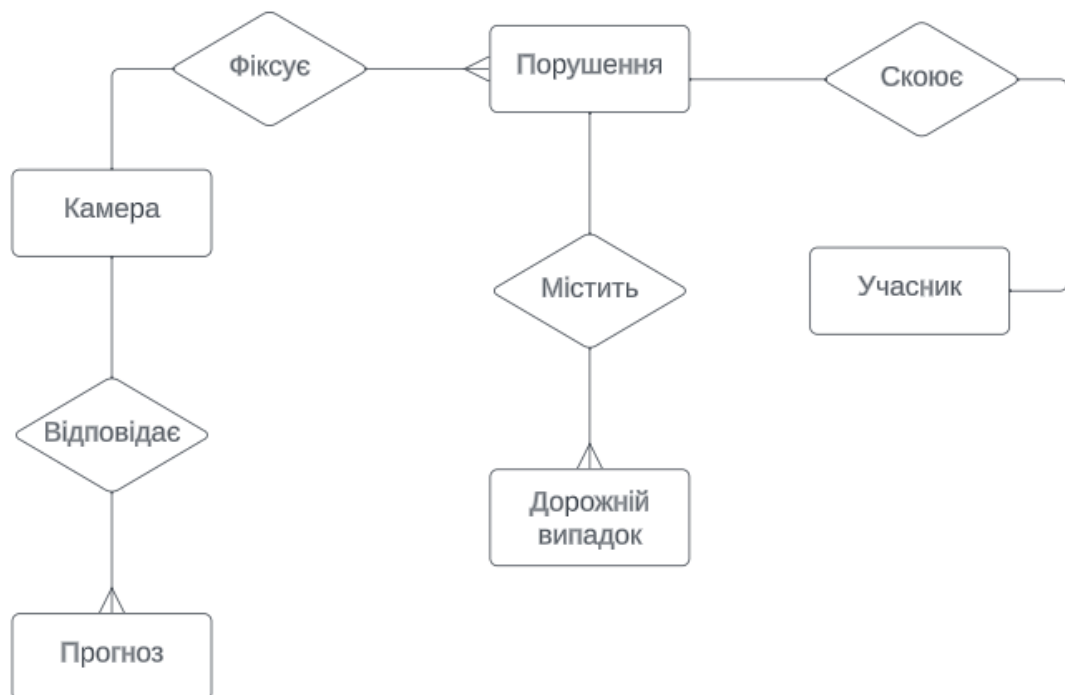 Фіксує
Порушення
Скоює
Камера
Містить
Учасник
Відповідає
Дорожній
випадок
Прогноз